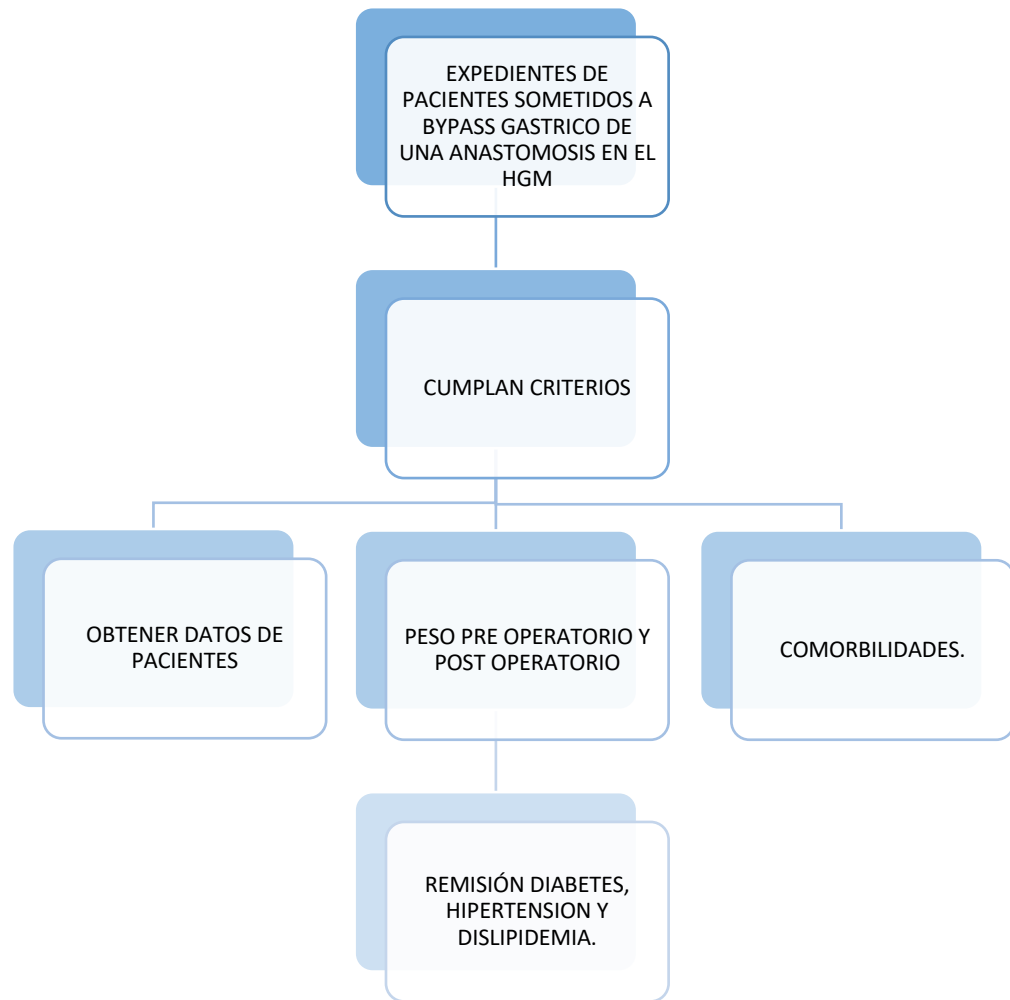 EXPEDIENTES DE
PACIENTES SOMETIDOS A
BYPASS GASTRICO DE
UNA ANASTOMOSIS EN EL
HGM
CUMPLAN CRITERIOS
OBTENER DATOS DE
PACIENTES
PESO PRE OPERATORIO Y
POST OPERATORIO
COMORBILIDADES.
REMISIÓN DIABETES,
HIPERTENSION Y
DISLIPIDEMIA.